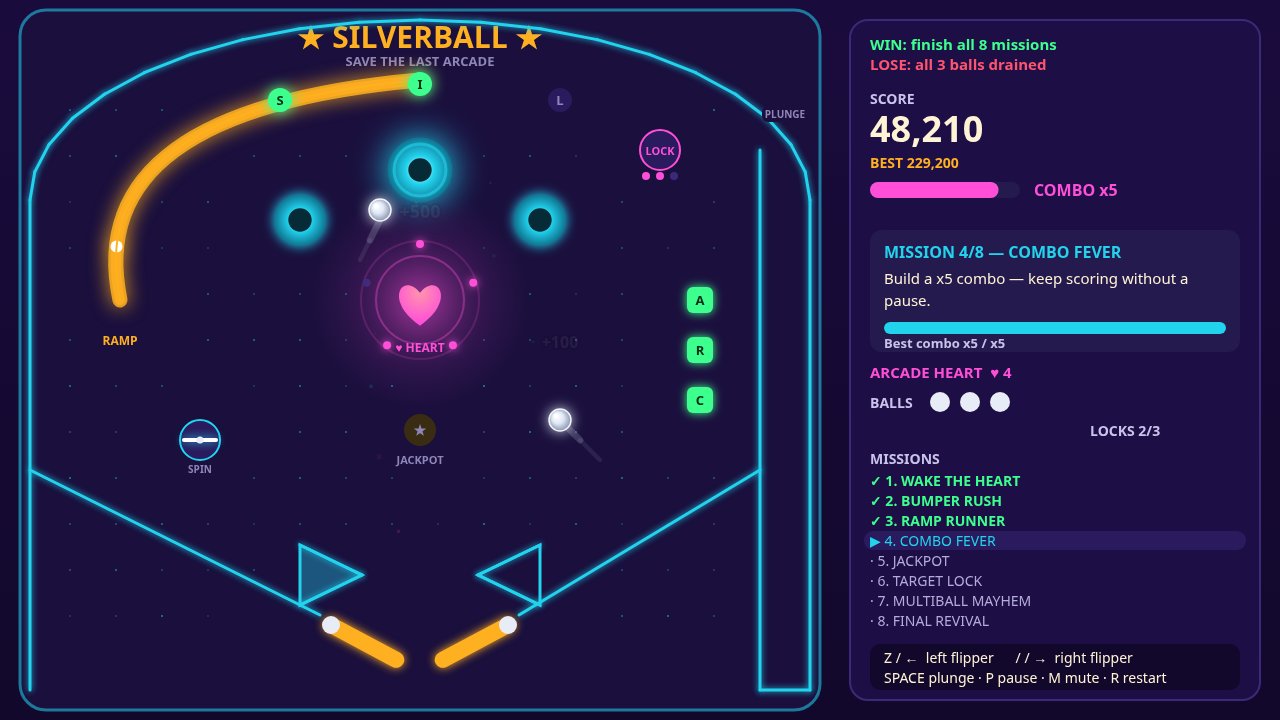 ★ SILVERBALL ★
SAVE THE LAST ARCADE
S
I
L
PLUNGE
LOCK
+500
A
♥ HEART
+100
RAMP
R
C
★
JACKPOT
SPIN
WIN: finish all 8 missions
LOSE: all 3 balls drained
SCORE
48,210
BEST 229,200
COMBO x5
MISSION 4/8 — COMBO FEVER
Build a x5 combo — keep scoring without a
pause.
Best combo x5 / x5
ARCADE HEART ♥ 4
BALLS
LOCKS 2/3
MISSIONS
✓ 1. WAKE THE HEART
✓ 2. BUMPER RUSH
✓ 3. RAMP RUNNER
▶ 4. COMBO FEVER
· 5. JACKPOT
· 6. TARGET LOCK
· 7. MULTIBALL MAYHEM
· 8. FINAL REVIVAL
Z / ← left flipper / / → right flipper
SPACE plunge · P pause · M mute · R restart